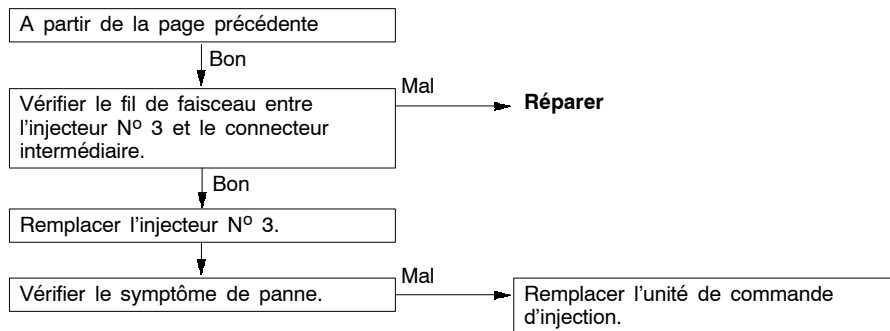 A partir de la page précédente
Bon
Vérifier le fil de faisceau entre
l'injecteur Nº 3 et le connecteur
intermédiaire.
Mal
Réparer
Bon
Remplacer l'injecteur Nº 3.
Vérifier le symptôme de panne.
Mal
Remplacer l'unité de commande
d'injection.